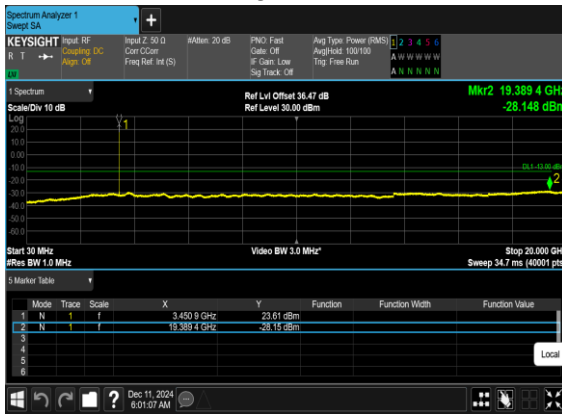 Spectrum Analyzer 1
Swept SA
+
KEYSIGHT Input: RF Input Z: 50 Ω #Atten: 20 dB PNO: Fast Avg Type: Power (RMS) 1 2 3 4 5 6
R T Coupling: DC Corr CCorr Gate: Off Avg|Hold: 100/100 A W W W W W
Align: Off Freq Ref: Int (S) IF Gain: Low Trig: Free Run
Sig Track: Off A N N N N N
1 Spectrum Ref Lvl Offset 36.47 dB Mkr2 19.389 4 GHz
Scale/Div 10 dB Ref Level 30.00 dBm -28.148 dBm
Log
20.0 1
10.0
0.00
-10.0 DL1 -13.00 dBm
-20.0 2
-30.0
-40.0
-50.0
-60.0
Start 30 MHz Video BW 3.0 MHz* Stop 20.000 GHz
#Res BW 1.0 MHz Sweep 34.7 ms (40001 pts)
5 Marker Table
Mode Trace Scale X Y Function Function Width Function Value
1 N 1 f 3.450 9 GHz 23.61 dBm
2 N 1 f 19.389 4 GHz -28.15 dBm
3
4
5
6
Local
? Dec 11, 2024
6:01:07 AM